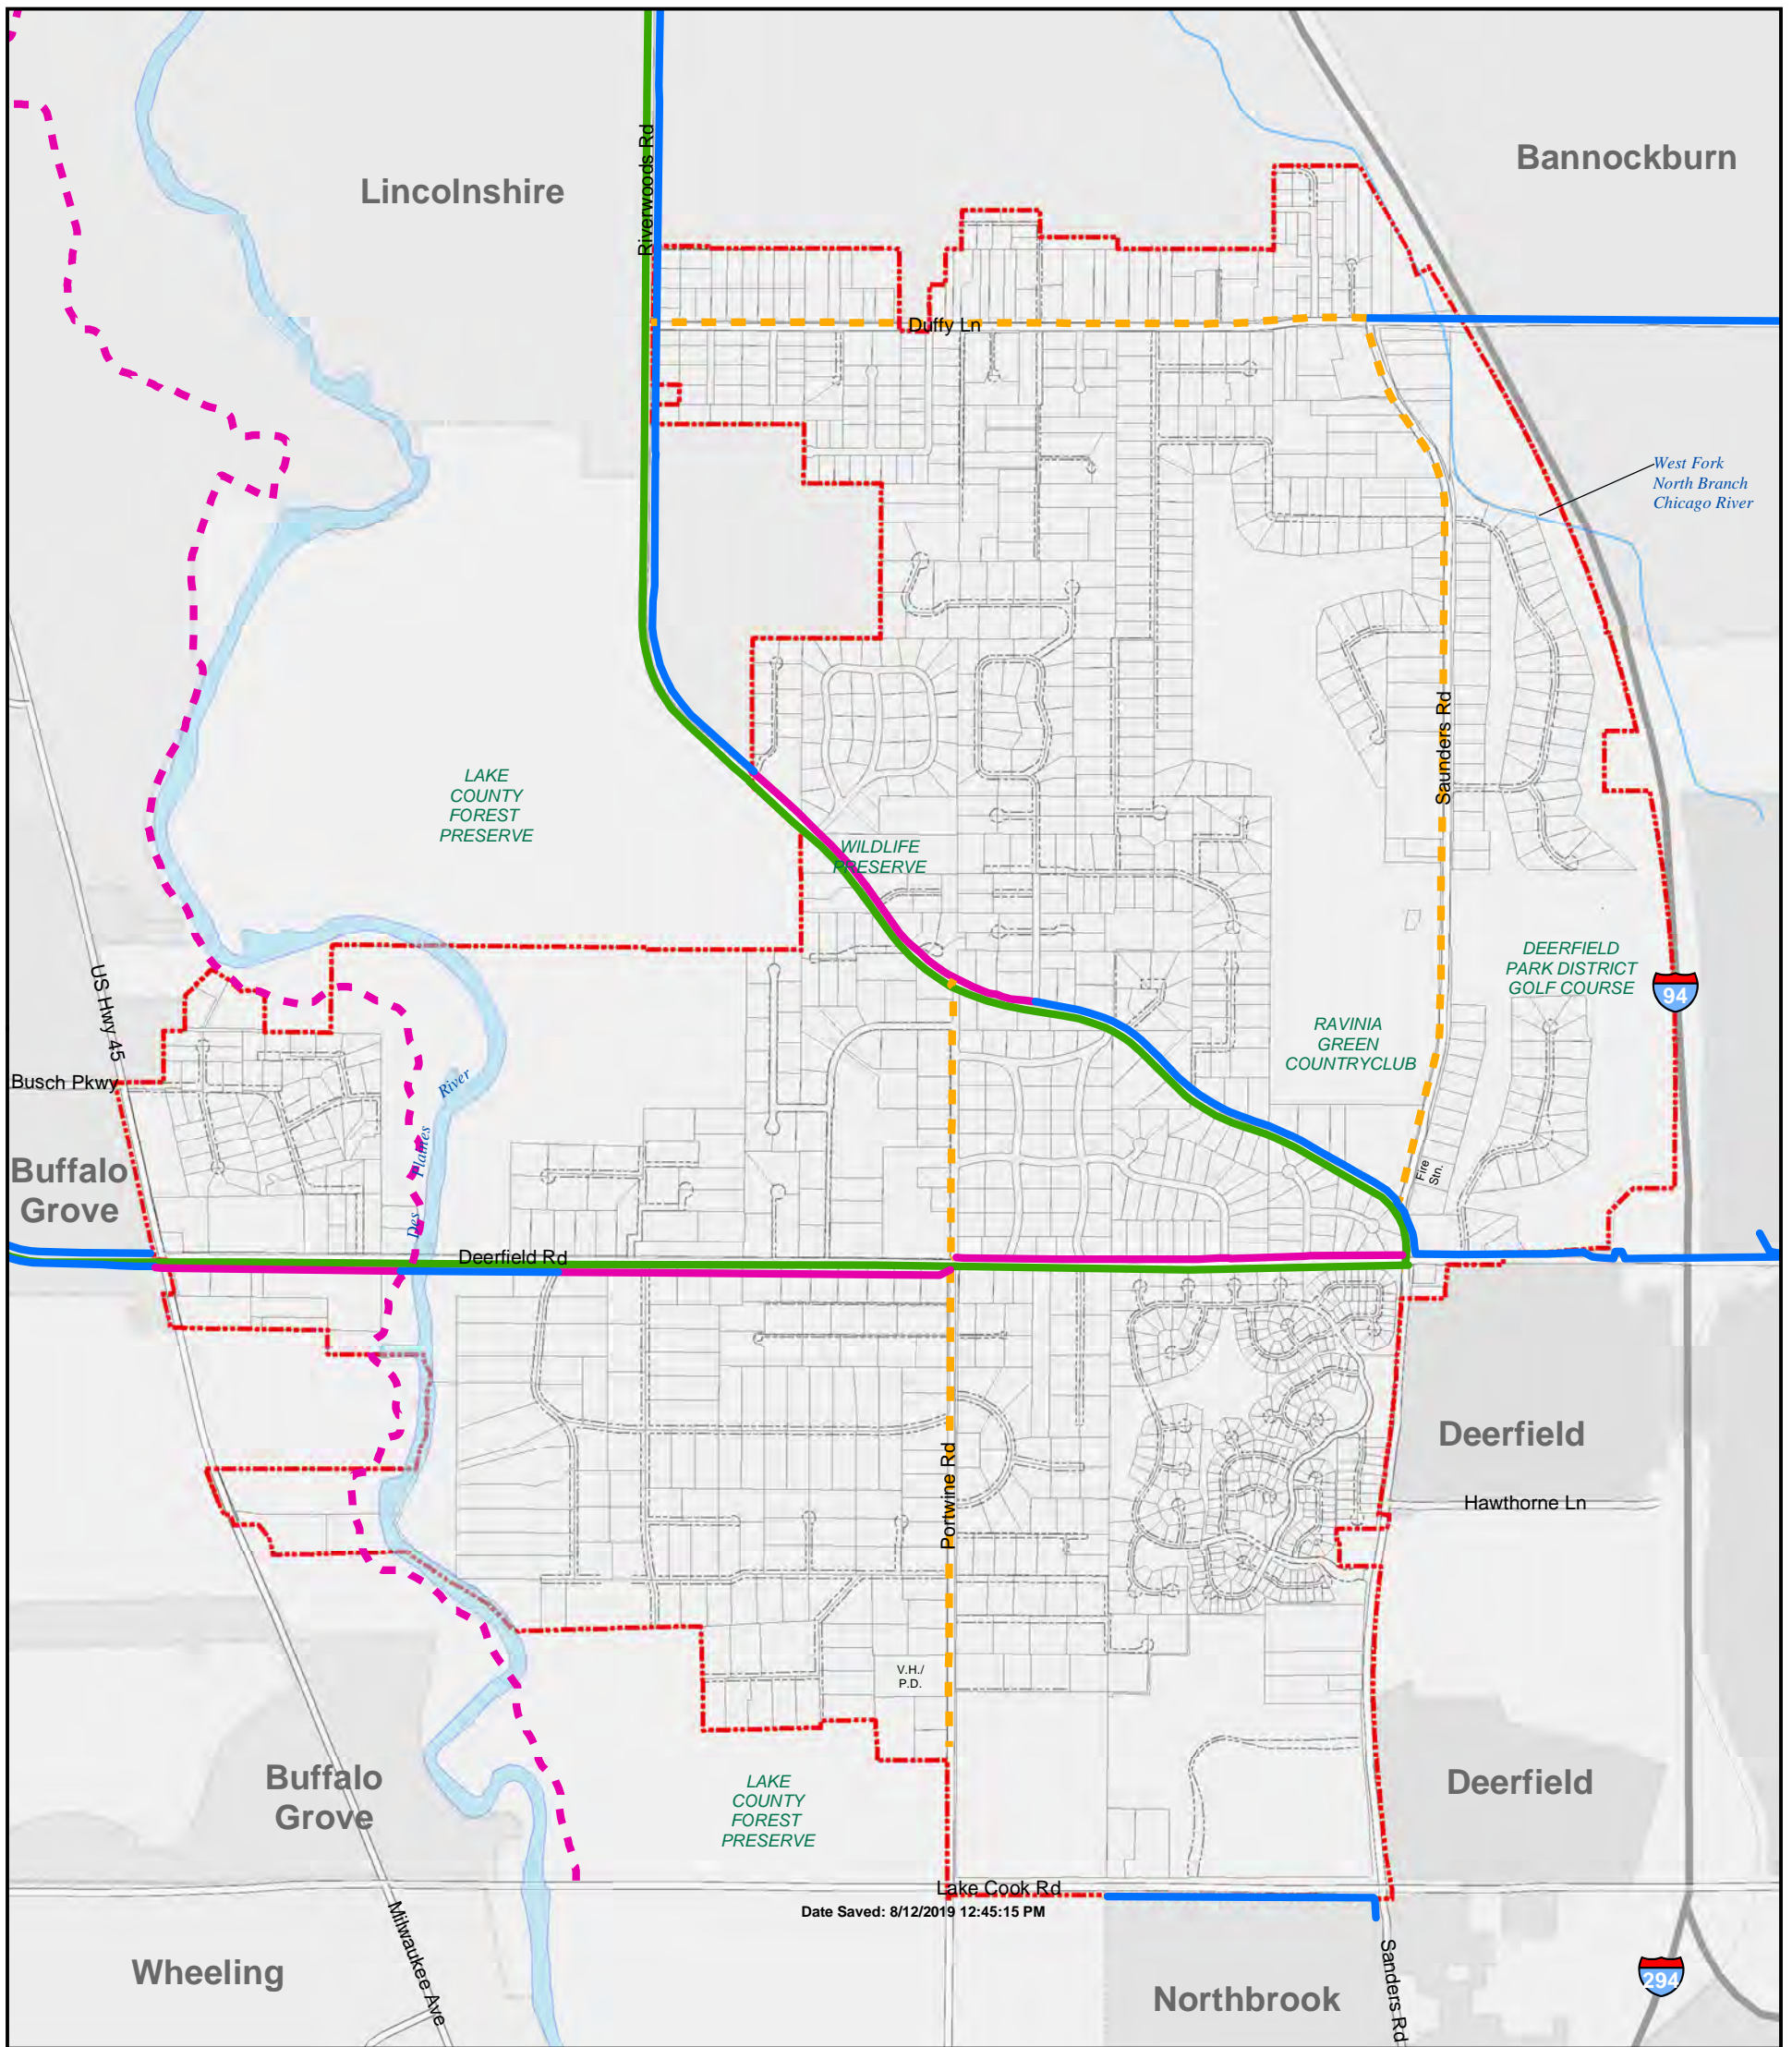 Bannockburn
Lincolnshire
Riverwoods Rd
Duffy Ln
West Fork
North Branch
Chicago River
Saunders Rd
LAKE
COUNTY
FOREST
PRESERVE
WILDLIFE
PRESERVE
DEERFIELD
PARK DISTRICT
GOLF COURSE
94
US Hwy 45
RAVINIA
GREEN
COUNTRYCLUB
Busch Pkwy
River
Plaines
Des
Buffalo
Grove
Fire
Stn.
Deerfield Rd
Deerfield
Portwine Rd
Hawthorne Ln
V.H./
P.D.
Buffalo
Grove
LAKE
COUNTY
FOREST
PRESERVE
Deerfield
Lake Cook Rd
Date Saved: 8/12/2019 12:45:15 PM
Milwaukee Ave
Wheeling
Northbrook
Sanders Rd
294